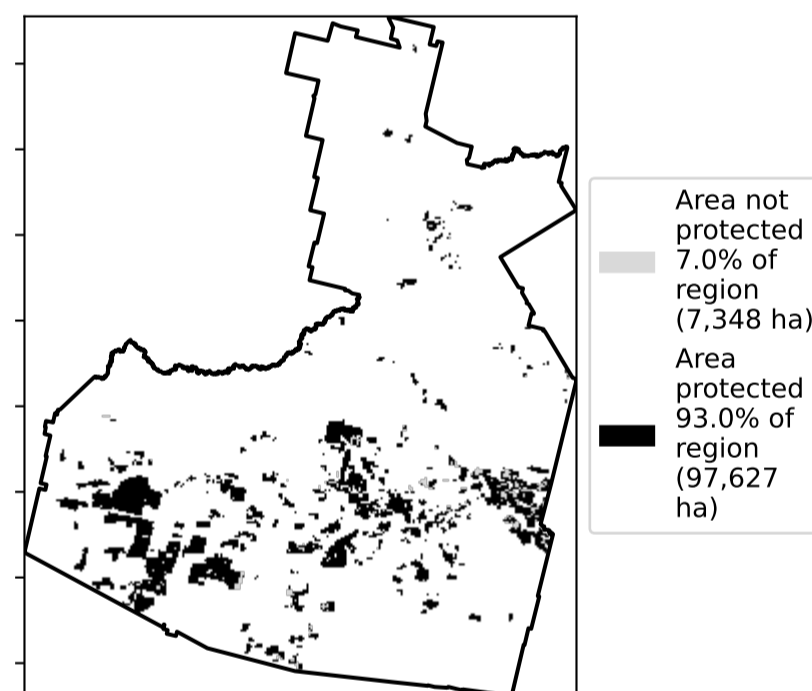 Area not
protected
7.0% of
region
(7,348 ha)
Area
protected
93.0% of
region
(97,627
ha)